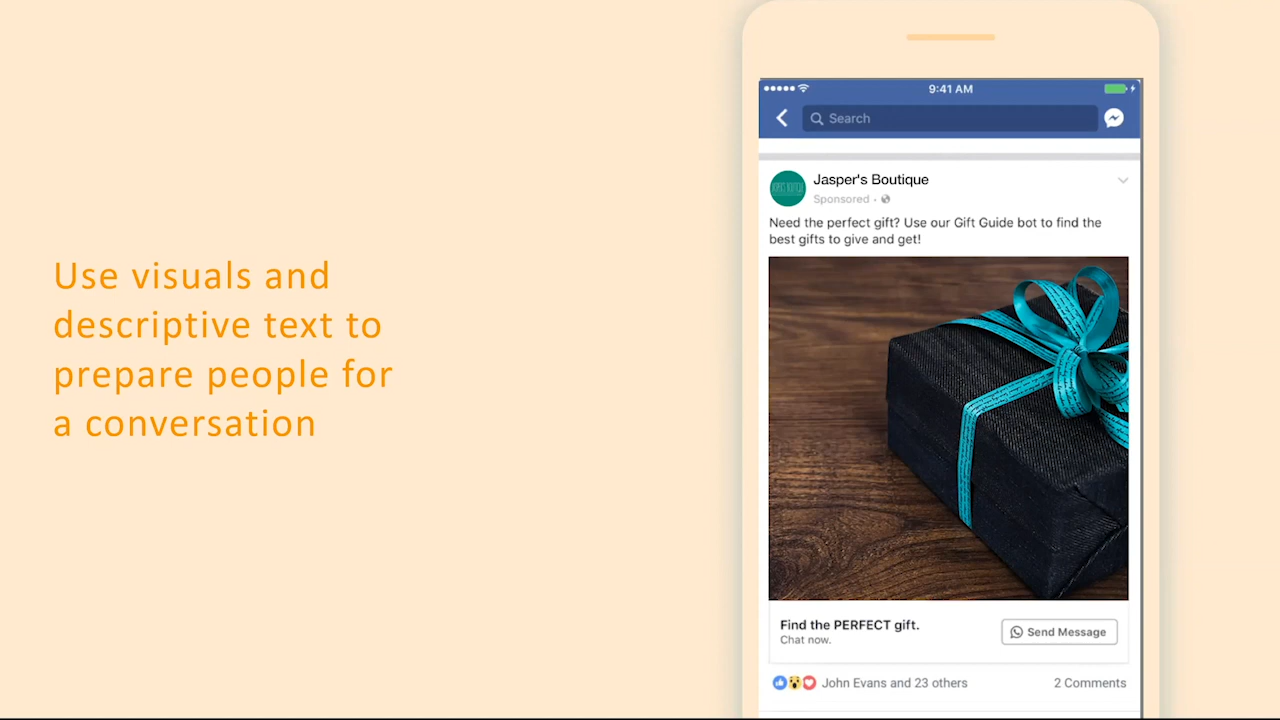 Use visuals and
descriptive text to
prepare people for
a conversation
9:41 AM
Search
Jasper's Boutique
Sponsored
Need the perfect gift? Use our Gift Guide bot to find the
best gifts to give and get!
Find the PERFECT gift.
Chat now.
Send Message
John Evans and 23 others
2 Comments